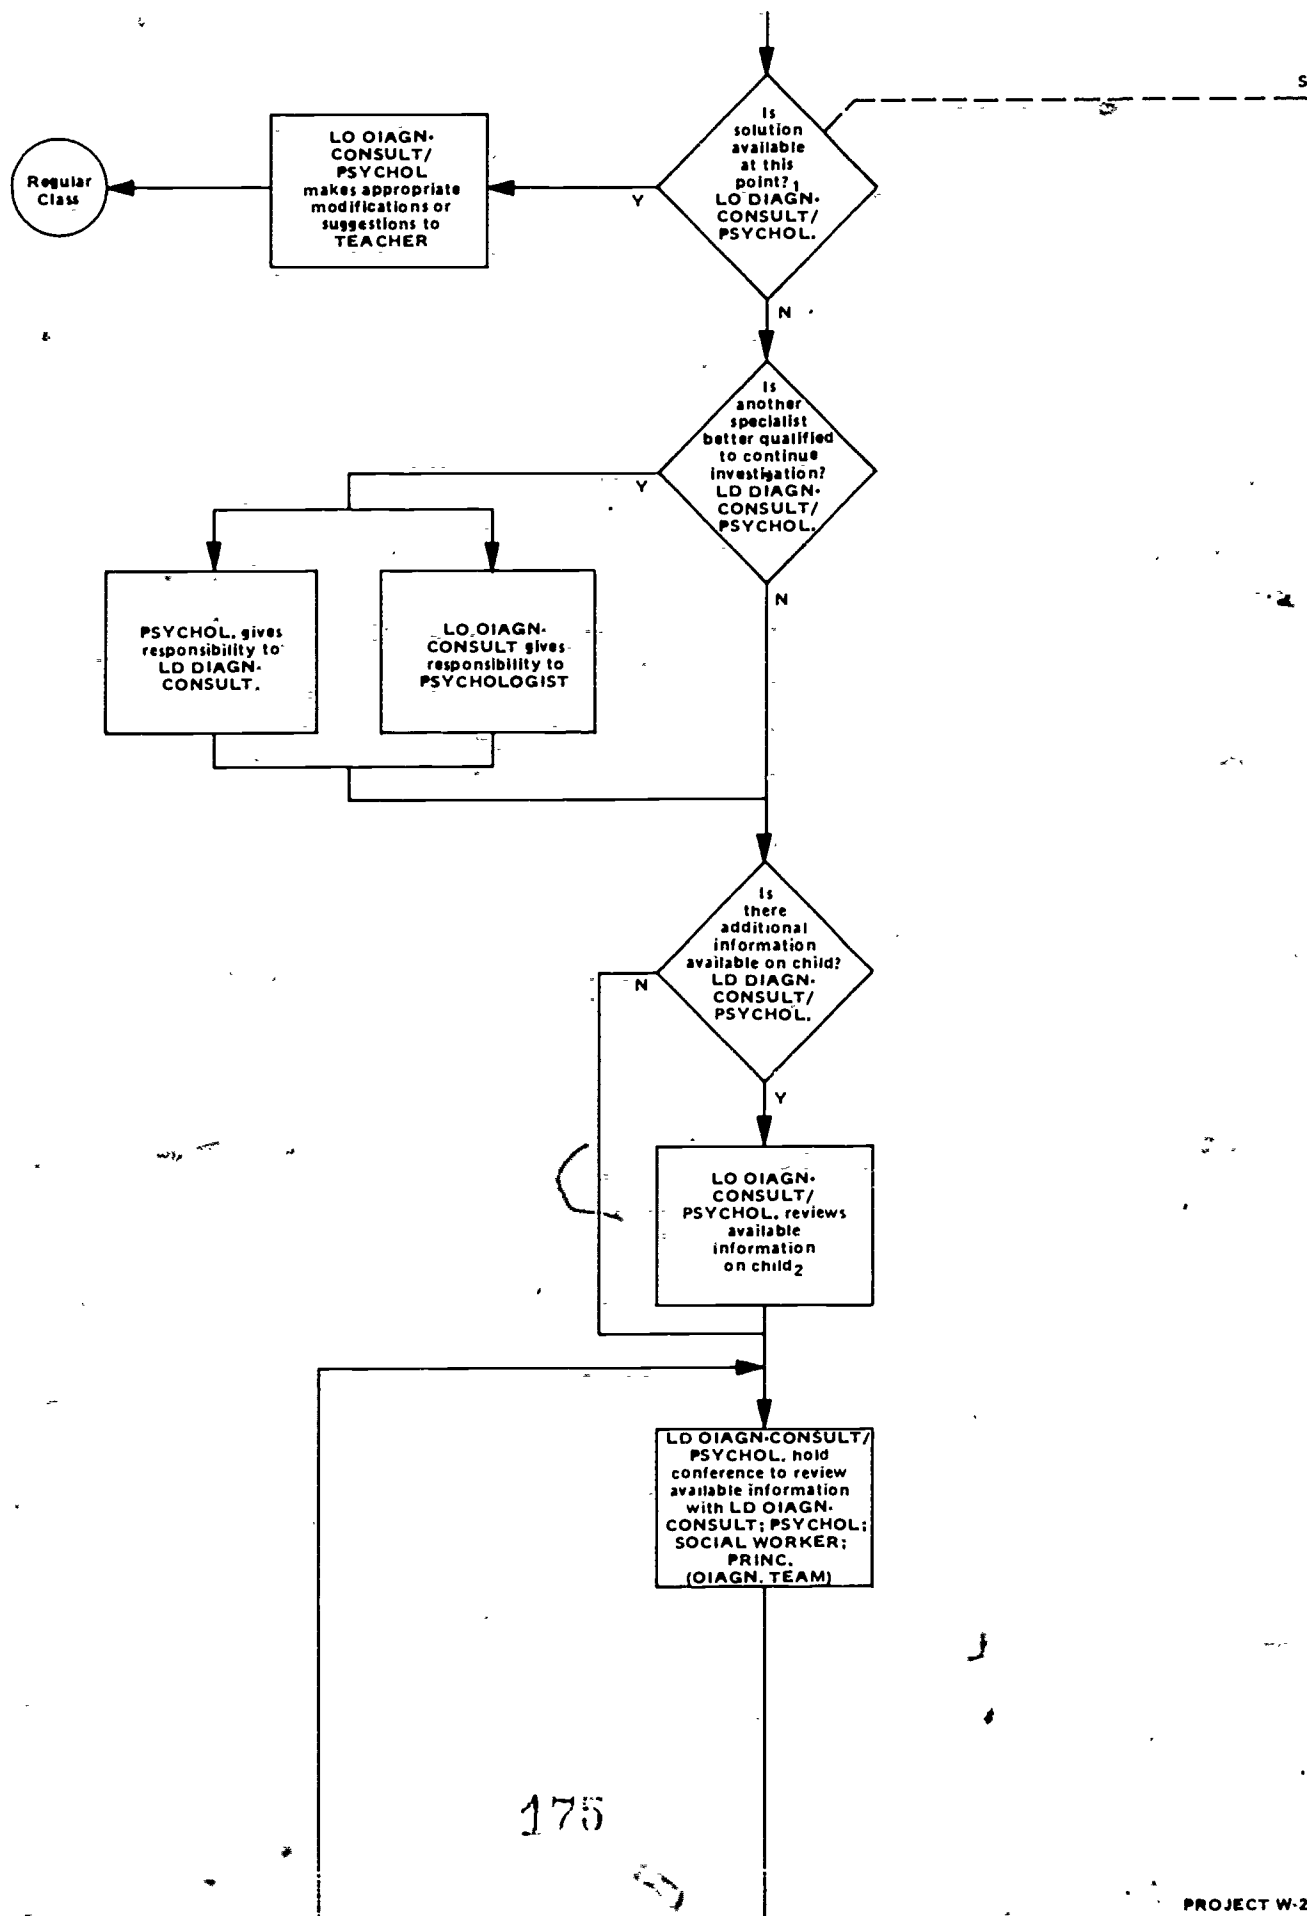 S
Is
solution
available
at this
point?1
LO DIAGN-
CONSULT/
PSYCHOL.
Y
N
LO OIAGN-
CONSULT/
PSYCHOL
makes appropriate
modifications or
suggestions to
TEACHER
Regular
Class
Is
another
specialist
better qualified
to continue
investigation?
LD DIAGN-
CONSULT/
PSYCHOL.
Y
N
PSYCHOL. gives
responsibility to
LD DIAGN-
CONSULT.
LO OIAGN-
CONSULT gives
responsibility to
PSYCHOLOGIST
Is
there
additional
information
available on child?
LD DIAGN-
CONSULT/
PSYCHOL.
N
Y
LO OIAGN-
CONSULT/
PSYCHOL. reviews
available
information
on child2
LD OIAGN-CONSULT/
PSYCHOL. hold
conference to review
available information
with LD OIAGN-
CONSULT; PSYCHOL;
SOCIAL WORKER;
PRINC.
(OIAGN. TEAM)
175
PROJECT W-2